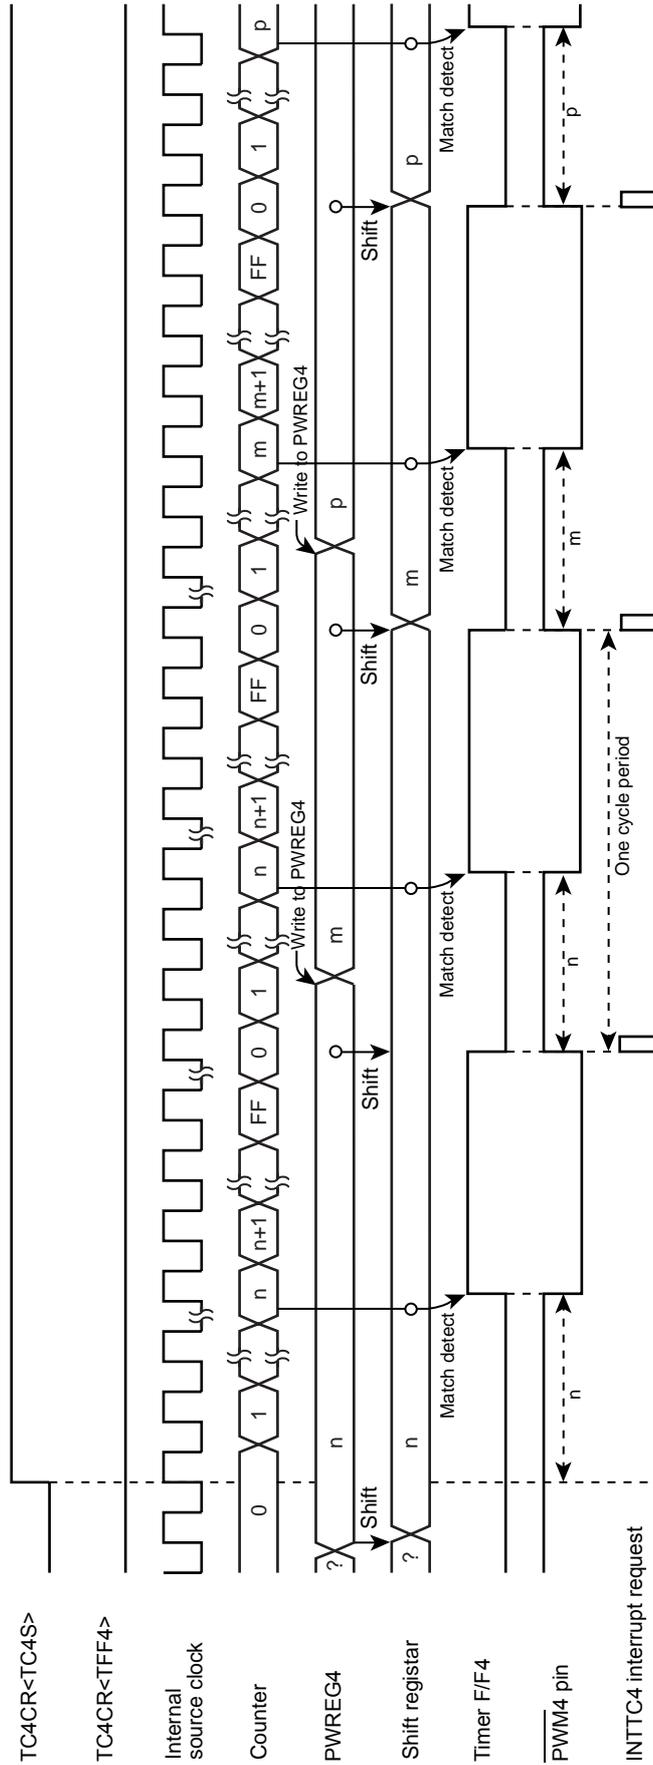 TC4CR<TC4S>
TC4CR<TFF4>
Internal
source clock
Counter
0
1
n
n+1
FF
0
1
n
n+1
FF
0
1
m
m+1
FF
0
1
p
Write to PWREG4
Write to PWREG4
PWREG4
?
n
m
p
Shift
Shift
Shift
Shift
Shift registar
?
n
m
p
Match detect
Match detect
Match detect
Match detect
Timer F/F4
PWM4 pin
n
n
m
p
One cycle period
INTTC4 interrupt request